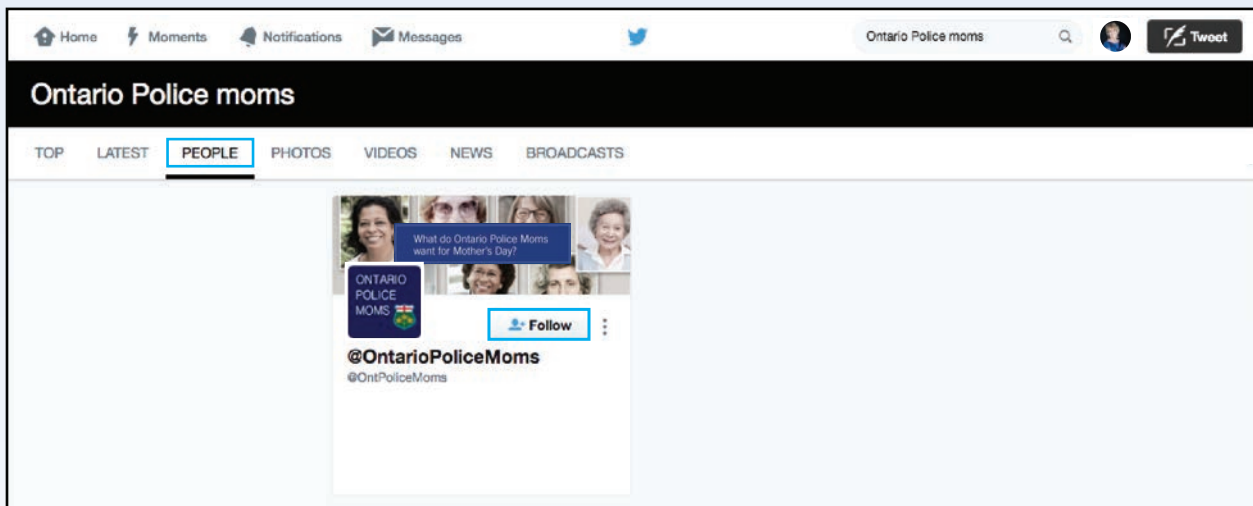 Home Moments Notifications Messages Ontario Police moms Tweet
Ontario Police moms
TOP LATEST PEOPLE PHOTOS VIDEOS NEWS BROADCASTS
What do Ontario Police Moms
want for Mother's Day?
ONTARIO
POLICE
MOMS
Follow
@OntarioPoliceMoms
@OntPoliceMoms